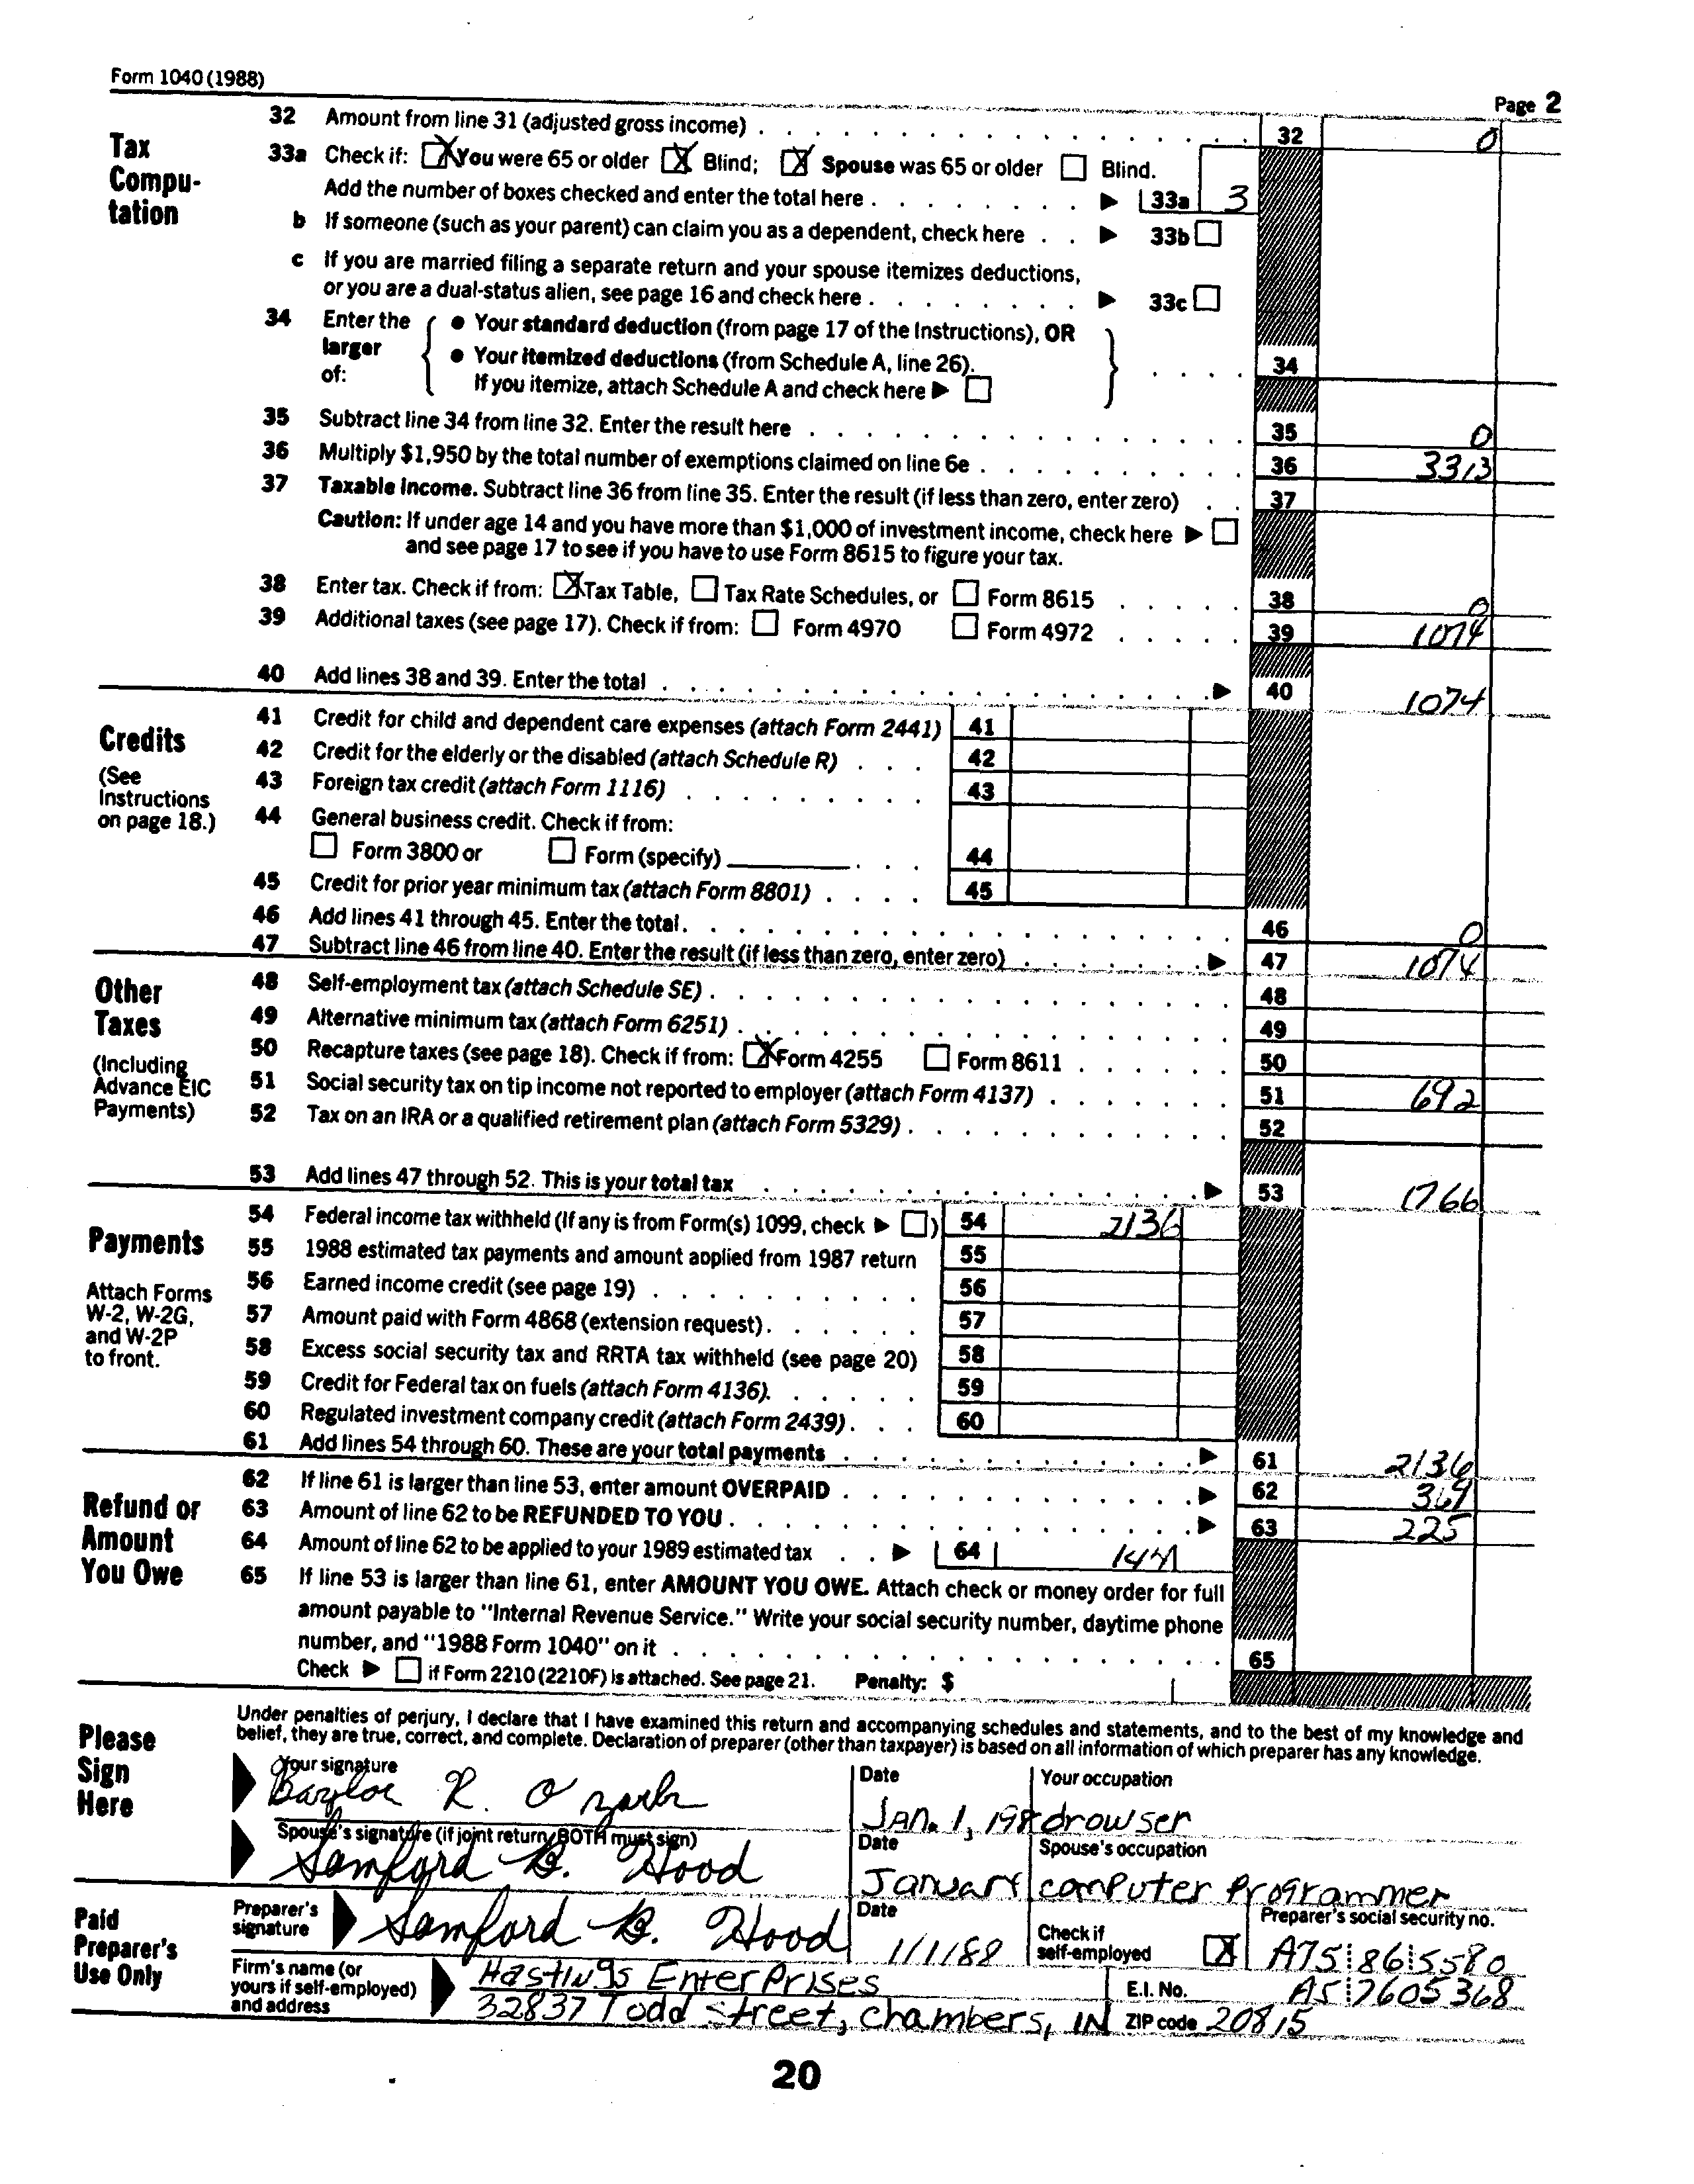 Form 1040 (1988)
Page 2
Tax Compu-tation
32 Amount from line 31 (adjusted gross income) . . . 32 0
33a Check if: ☒ You were 65 or older ☒ Blind; ☒ Spouse was 65 or older ☐ Blind.
Add the number of boxes checked and enter the total here . . . ▶ 33a 3
b If someone (such as your parent) can claim you as a dependent, check here . . ▶ 33b ☐
c If you are married filing a separate return and your spouse itemizes deductions,
or you are a dual-status alien, see page 16 and check here . . . ▶ 33c ☐
34 Enter the larger of: { • Your standard deduction (from page 17 of the Instructions), OR
• Your itemized deductions (from Schedule A, line 26). } . . . . 34
If you itemize, attach Schedule A and check here ▶ ☐
35 Subtract line 34 from line 32. Enter the result here . . . 35 0
36 Multiply $1,950 by the total number of exemptions claimed on line 6e . . . 36 3313
37 Taxable income. Subtract line 36 from line 35. Enter the result (if less than zero, enter zero) . . 37
Caution: If under age 14 and you have more than $1,000 of investment income, check here ▶ ☐
and see page 17 to see if you have to use Form 8615 to figure your tax.
38 Enter tax. Check if from: ☒ Tax Table, ☐ Tax Rate Schedules, or ☐ Form 8615 . . . 38 0
39 Additional taxes (see page 17). Check if from: ☐ Form 4970 ☐ Form 4972 . . . 39 1074
40 Add lines 38 and 39. Enter the total . . . ▶ 40 1074
Credits
(See Instructions on page 18.)
41 Credit for child and dependent care expenses (attach Form 2441) 41
42 Credit for the elderly or the disabled (attach Schedule R) . . . 42
43 Foreign tax credit (attach Form 1116) . . . 43
44 General business credit. Check if from:
☐ Form 3800 or ☐ Form (specify) . . . 44
45 Credit for prior year minimum tax (attach Form 8801) . . . . 45
46 Add lines 41 through 45. Enter the total. . . . 46 0
47 Subtract line 46 from line 40. Enter the result (if less than zero, enter zero) . . . ▶ 47 1074
Other Taxes
(Including Advance EIC Payments)
48 Self-employment tax (attach Schedule SE) . . . 48
49 Alternative minimum tax (attach Form 6251) . . . 49
50 Recapture taxes (see page 18). Check if from: ☒ Form 4255 ☐ Form 8611 . . . 50
51 Social security tax on tip income not reported to employer (attach Form 4137) . . . 51 692
52 Tax on an IRA or a qualified retirement plan (attach Form 5329) . . . 52
53 Add lines 47 through 52. This is your total tax . . . ▶ 53 1766
Payments
Attach Forms W-2, W-2G, and W-2P to front.
54 Federal income tax withheld (If any is from Form(s) 1099, check ▶ ☐ ) 54 2136
55 1988 estimated tax payments and amount applied from 1987 return 55
56 Earned income credit (see page 19) . . . 56
57 Amount paid with Form 4868 (extension request). . . . 57
58 Excess social security tax and RRTA tax withheld (see page 20) 58
59 Credit for Federal tax on fuels (attach Form 4136). . . . 59
60 Regulated investment company credit (attach Form 2439) . . . 60
61 Add lines 54 through 60. These are your total payments . . . ▶ 61 2136
Refund or Amount You Owe
62 If line 61 is larger than line 53, enter amount OVERPAID . . . ▶ 62 369
63 Amount of line 62 to be REFUNDED TO YOU . . . ▶ 63 225
64 Amount of line 62 to be applied to your 1989 estimated tax . . ▶ 64 144
65 If line 53 is larger than line 61, enter AMOUNT YOU OWE. Attach check or money order for full
amount payable to "Internal Revenue Service." Write your social security number, daytime phone
number, and "1988 Form 1040" on it . . . 65
Check ▶ ☐ if Form 2210 (2210F) is attached. See page 21. Penalty: $
Please Sign Here
Under penalties of perjury, I declare that I have examined this return and accompanying schedules and statements, and to the best of my knowledge and
belief, they are true, correct, and complete. Declaration of preparer (other than taxpayer) is based on all information of which preparer has any knowledge.
Your signature Date Your occupation
Baylor R. Jan. 1, 198 drowser
Spouse's signature (if joint return, BOTH must sign) Date Spouse's occupation
Samford B. Hood January computer Programmer
Paid Preparer's Use Only
Preparer's signature Samford B. Hood Date 1/1/88 Check if self-employed ☒ Preparer's social security no. A75 86 5580
Firm's name (or yours if self-employed) and address Hastings EnterPrises E.I. No. A5 7605368
32837 Todd Street, Chambers, IN ZIP code 20815
20